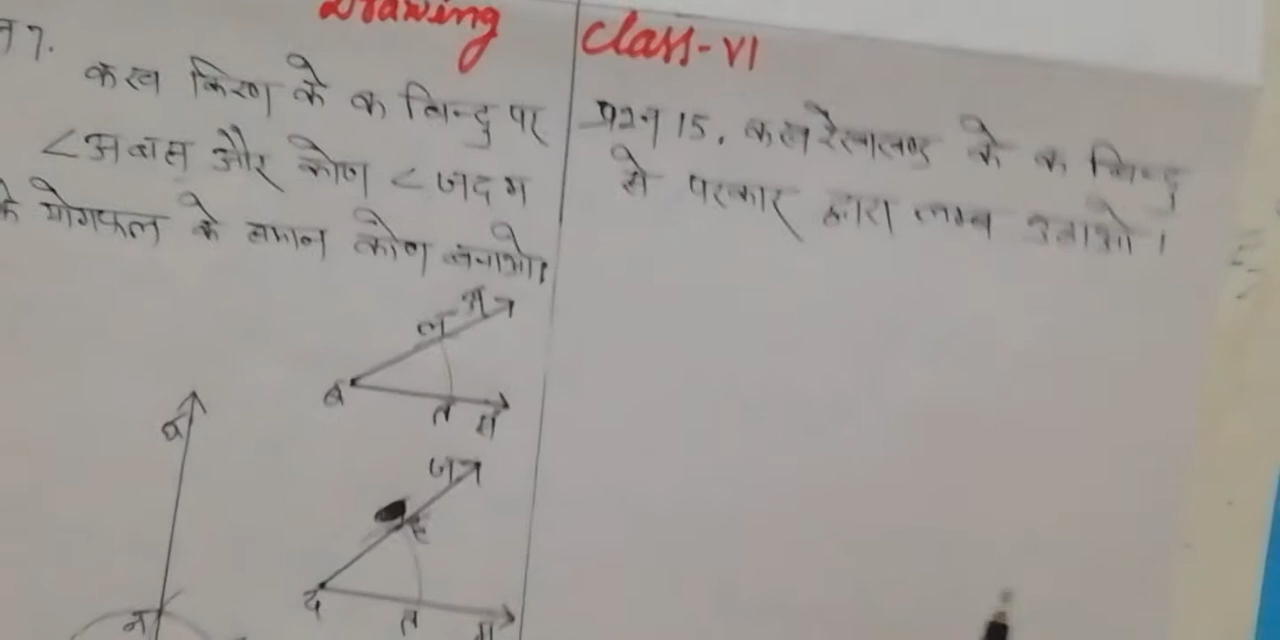 Drawing
Class-VI
न 7.
कख किरण के क बिन्दु पर
<अबस और कोण <जदग
के योगफल के समान कोण बनाओ।
प्रश्न 15. कख रेखाखण्ड के क बिन्दु
से परकार द्वारा लम्ब उठाओ।
ल
ब
त
ज
द